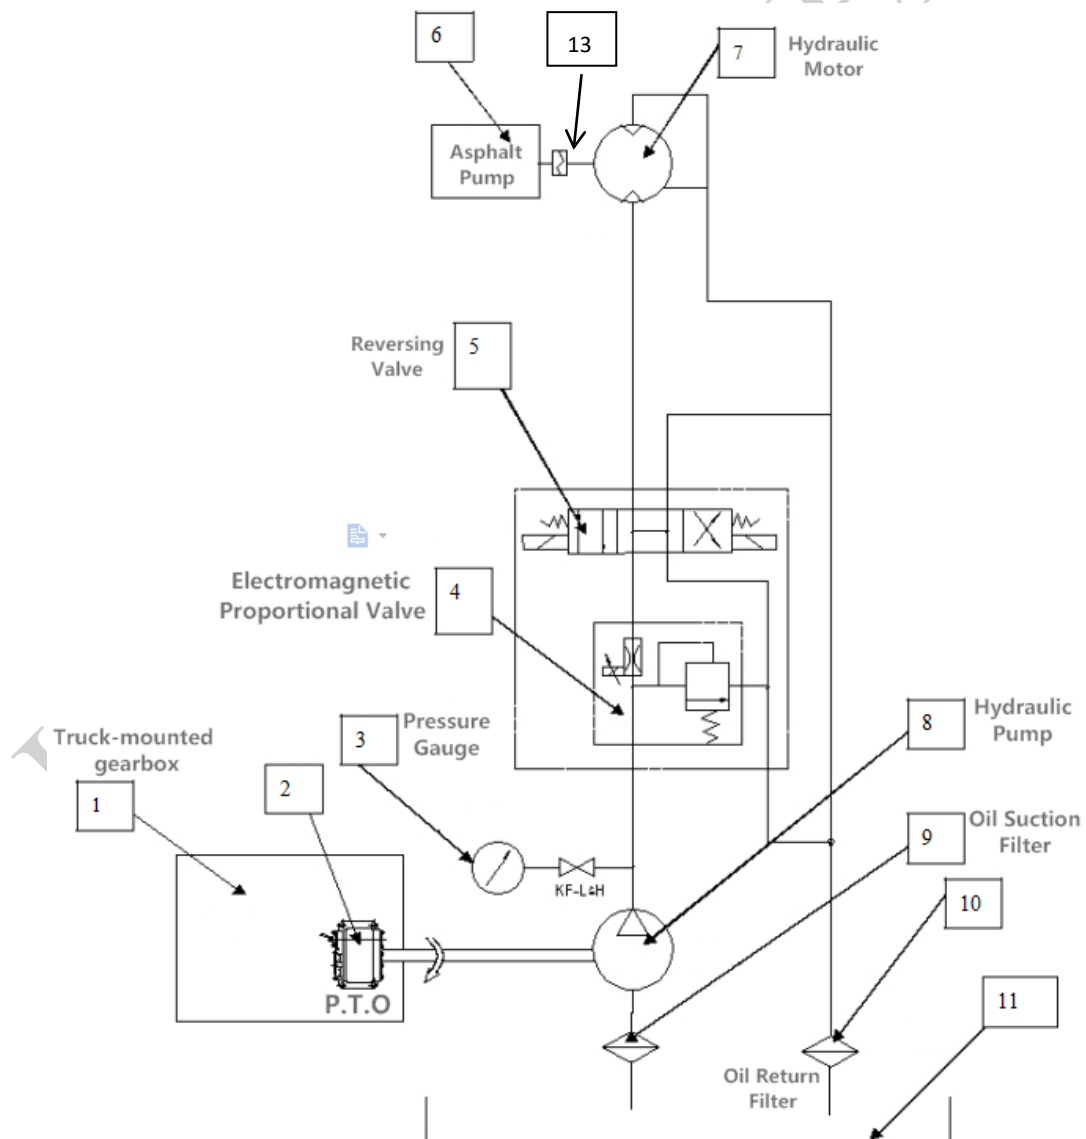 6
13
7
Hydraulic
Motor
Asphalt
Pump
Reversing
Valve
5
Electromagnetic
Proportional Valve
4
Truck-mounted
gearbox
3
Pressure
Gauge
8
Hydraulic
Pump
1
2
9
Oil Suction
Filter
10
P.T.O
11
Oil Return
Filter